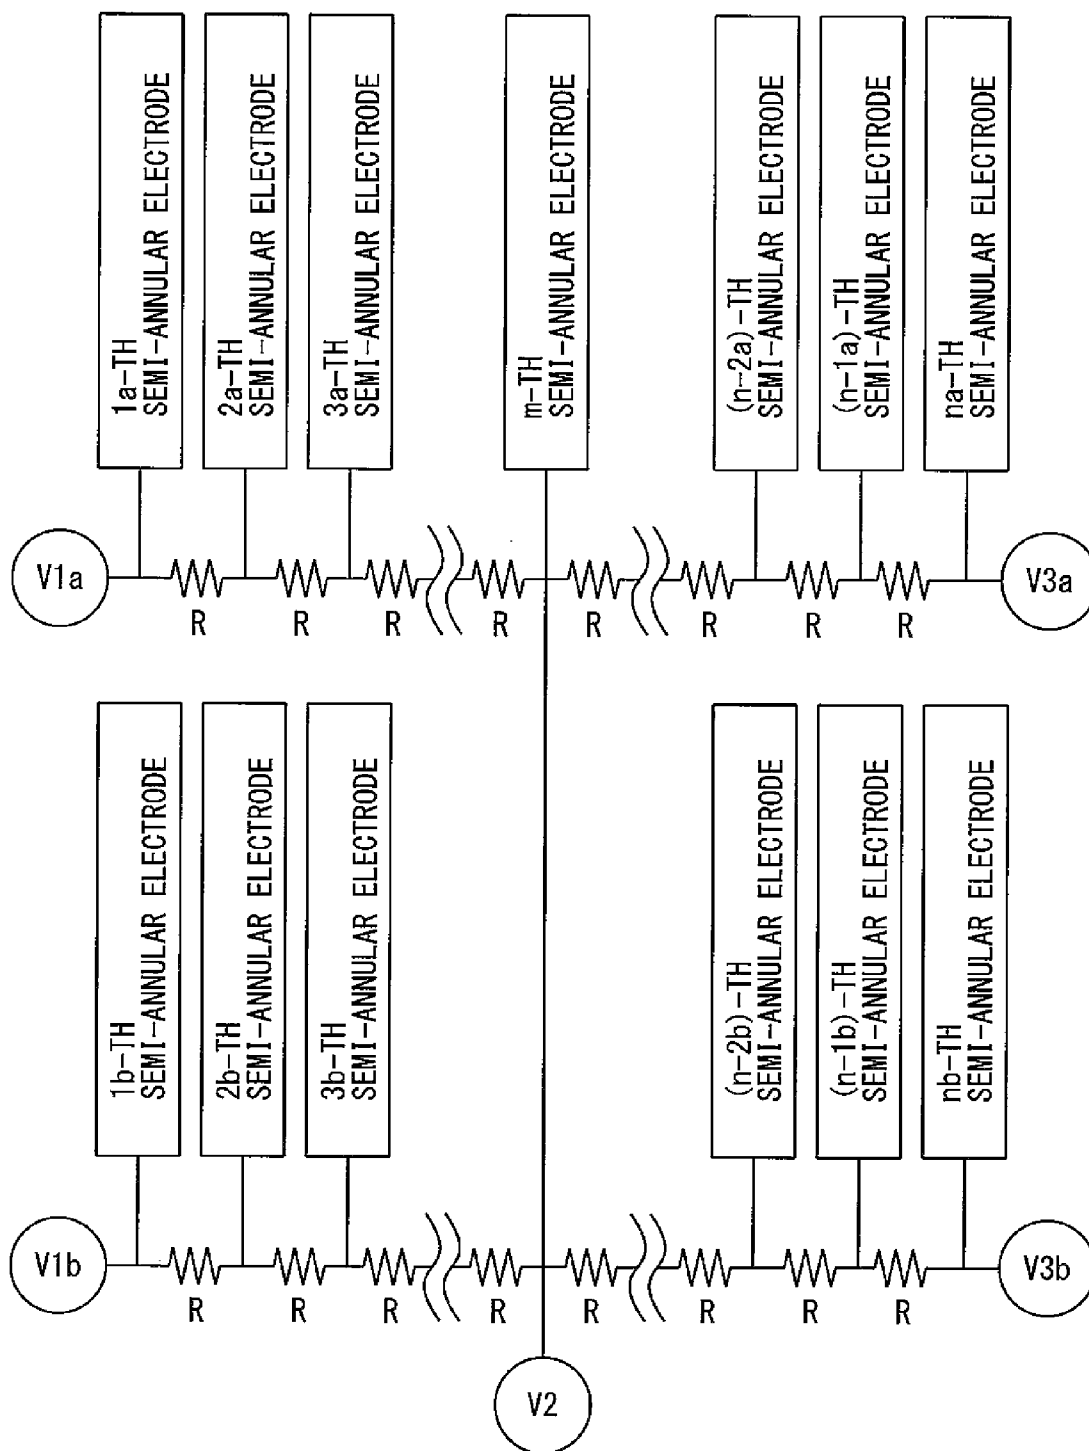 1a-TH
SEMI-ANNULAR ELECTRODE
2a-TH
SEMI-ANNULAR ELECTRODE
3a-TH
SEMI-ANNULAR ELECTRODE
m-TH
SEMI-ANNULAR ELECTRODE
(n-2a)-TH
SEMI-ANNULAR ELECTRODE
(n-1a)-TH
SEMI-ANNULAR ELECTRODE
na-TH
SEMI-ANNULAR ELECTRODE
V1a
V3a
R
R
R
R
R
R
R
R
1b-TH
SEMI-ANNULAR ELECTRODE
2b-TH
SEMI-ANNULAR ELECTRODE
3b-TH
SEMI-ANNULAR ELECTRODE
(n-2b)-TH
SEMI-ANNULAR ELECTRODE
(n-1b)-TH
SEMI-ANNULAR ELECTRODE
nb-TH
SEMI-ANNULAR ELECTRODE
V1b
V3b
R
R
R
R
R
R
R
R
V2